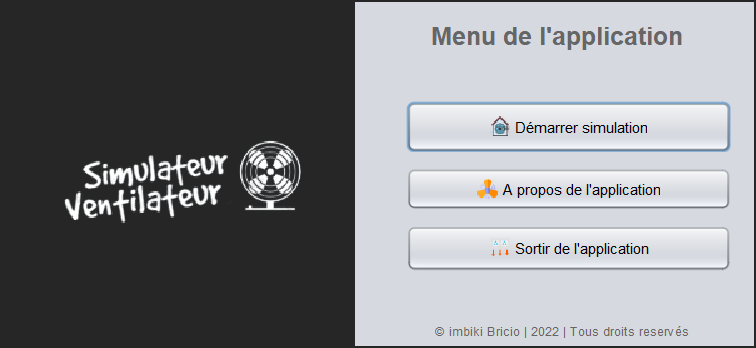 Simulateur
Ventilateur
Menu de l'application
Démarrer simulation
A propos de l'application
Sortir de l'application
© imbiki Bricio | 2022 | Tous droits reservés